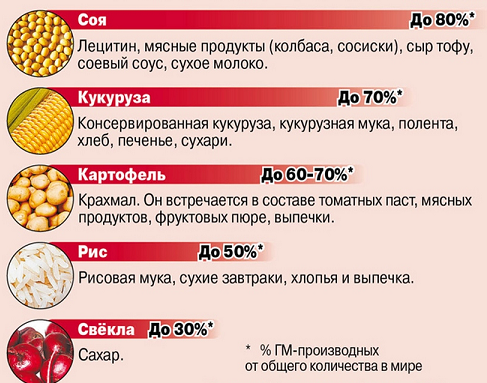 Соя До 80%*
Лецитин, мясные продукты (колбаса, сосиски), сыр тофу,
соевый соус, сухое молоко.
Кукуруза До 70%*
Консервированная кукуруза, кукурузная мука, полента,
хлеб, печенье, сухари.
Картофель До 60-70%*
Крахмал. Он встречается в составе томатных паст, мясных
продуктов, фруктовых пюре, выпечки.
Рис До 50%*
Рисовая мука, сухие завтраки, хлопья и выпечка.
Свёкла До 30%*
Сахар.
* % ГМ-производных
от общего количества в мире